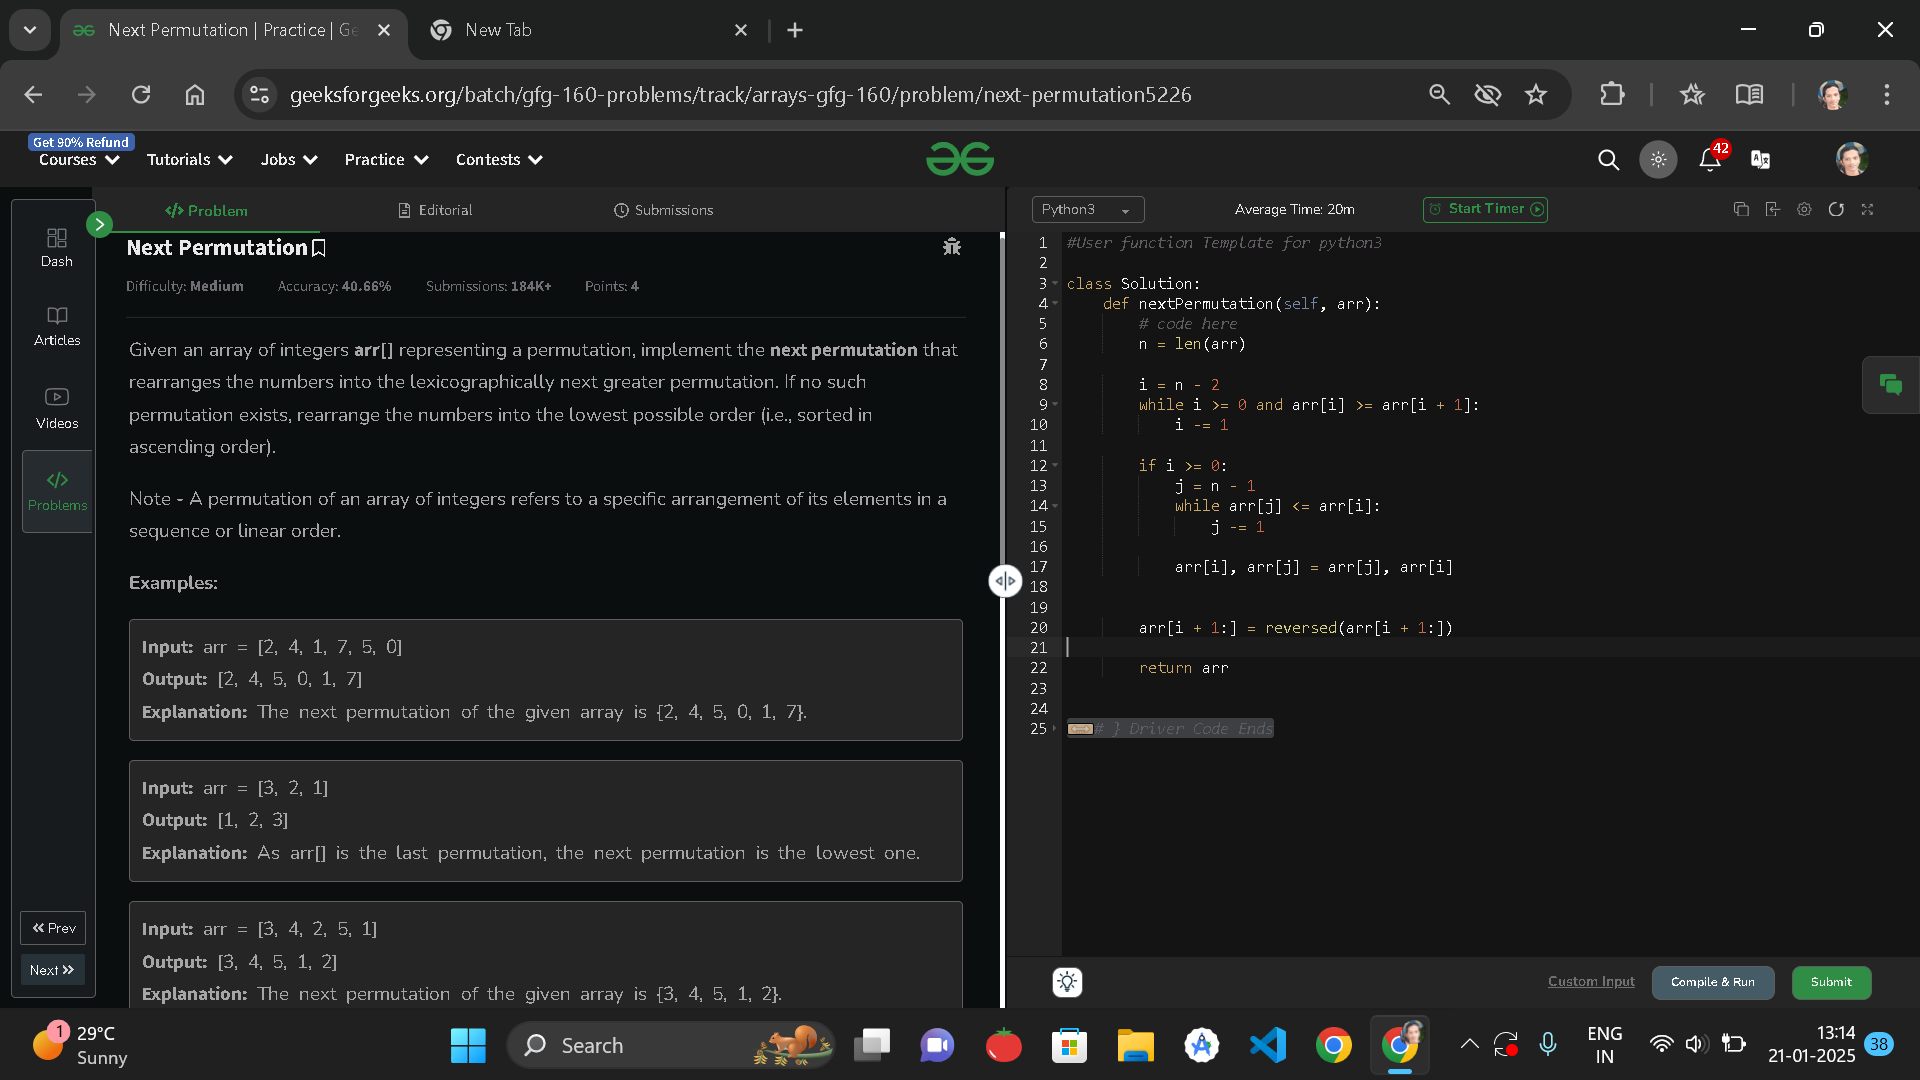 Next Permutation | Practice | Ge
New Tab
geeksforgeeks.org/batch/gfg-160-problems/track/arrays-gfg-160/problem/next-permutation5226
Get 90% Refund
Courses
Tutorials
Jobs
Practice
Contests
42
Dash
Articles
Videos
</>
Problems
Prev
Next
</> Problem
Editorial
Submissions
Next Permutation
Difficulty: Medium
Accuracy: 40.66%
Submissions: 184K+
Points: 4
Given an array of integers arr[] representing a permutation, implement the next permutation that
rearranges the numbers into the lexicographically next greater permutation. If no such
permutation exists, rearrange the numbers into the lowest possible order (i.e., sorted in
ascending order).
Note - A permutation of an array of integers refers to a specific arrangement of its elements in a
sequence or linear order.
Examples:
Input: arr = [2, 4, 1, 7, 5, 0]
Output: [2, 4, 5, 0, 1, 7]
Explanation: The next permutation of the given array is {2, 4, 5, 0, 1, 7}.
Input: arr = [3, 2, 1]
Output: [1, 2, 3]
Explanation: As arr[] is the last permutation, the next permutation is the lowest one.
Input: arr = [3, 4, 2, 5, 1]
Output: [3, 4, 5, 1, 2]
Explanation: The next permutation of the given array is {3, 4, 5, 1, 2}.
Python3
Average Time: 20m
Start Timer
1 #User function Template for python3
2
3 class Solution:
4     def nextPermutation(self, arr):
5         # code here
6         n = len(arr)
7
8         i = n - 2
9         while i >= 0 and arr[i] >= arr[i + 1]:
10             i -= 1
11
12         if i >= 0:
13             j = n - 1
14             while arr[j] <= arr[i]:
15                 j -= 1
16
17             arr[i], arr[j] = arr[j], arr[i]
18
19
20         arr[i + 1:] = reversed(arr[i + 1:])
21
22         return arr
23
24
25 # } Driver Code Ends
Custom Input
Compile & Run
Submit
1
29°C
Sunny
Search
ENG
IN
13:14
21-01-2025
38